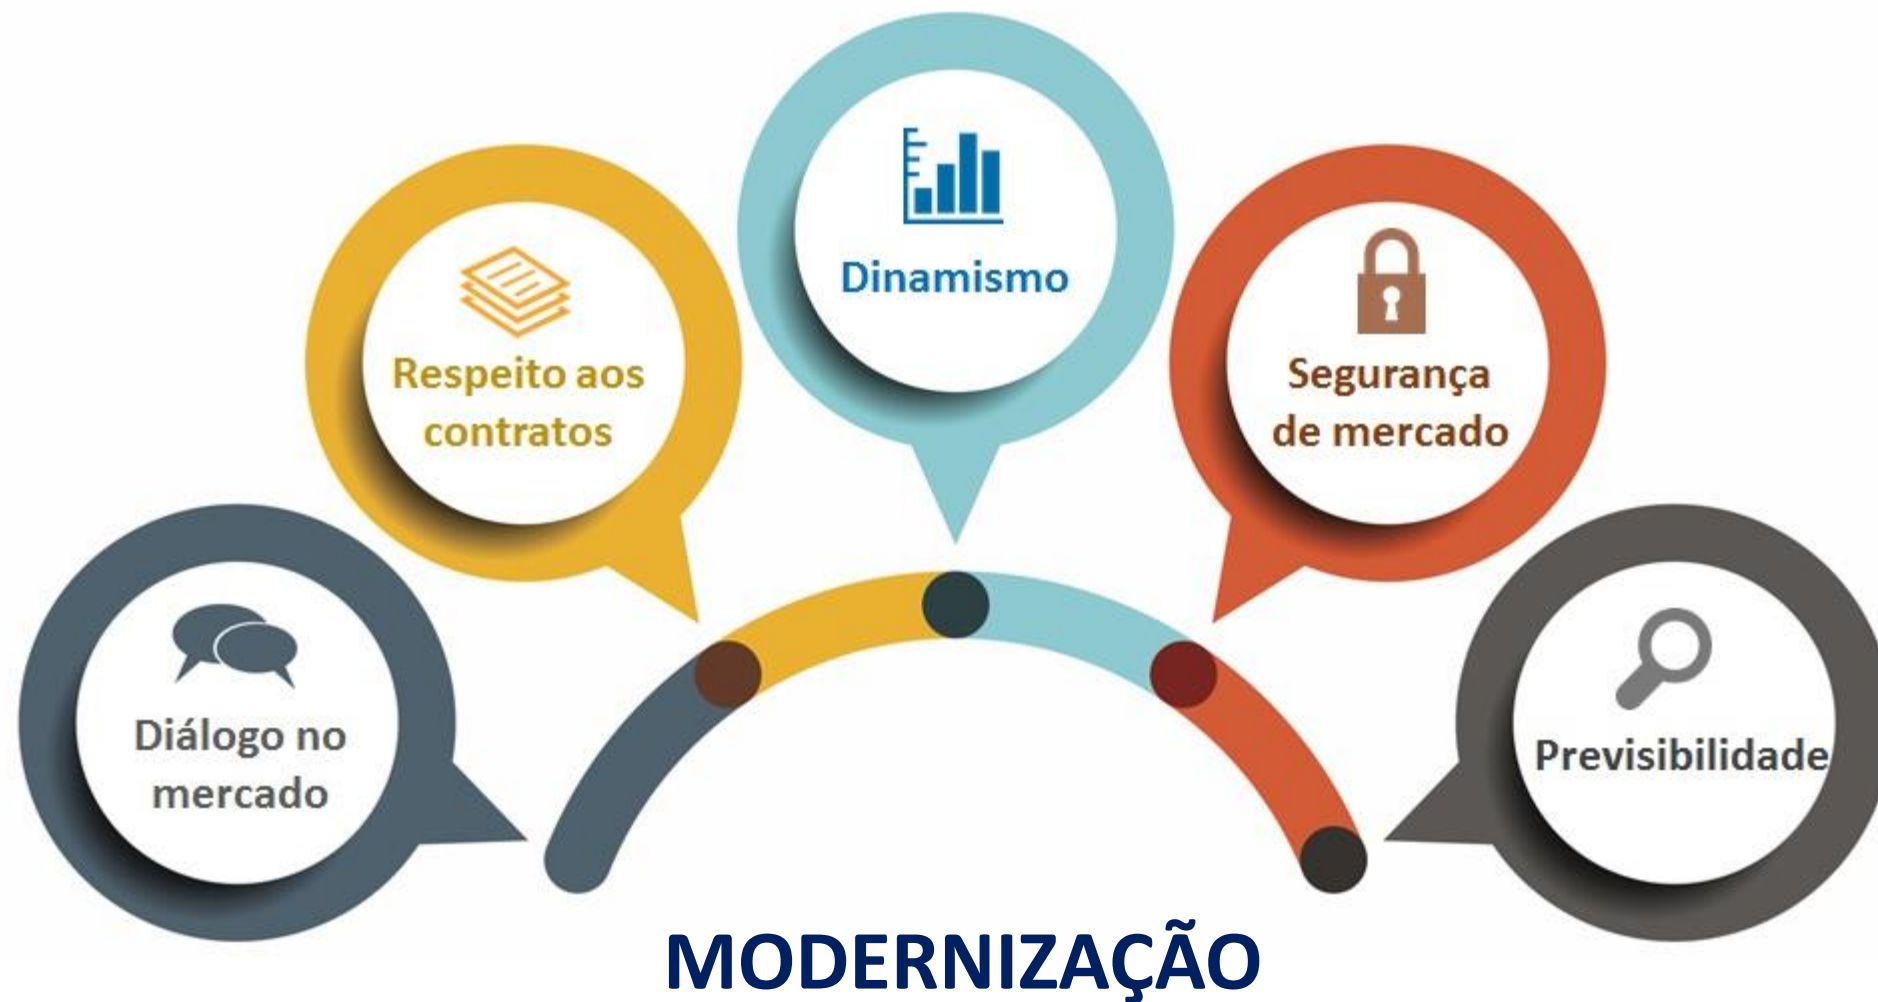 Diálogo no
mercado
Respeito aos
contratos
Dinamismo
Segurança
de mercado
Previsibilidade
MODERNIZAÇÃO